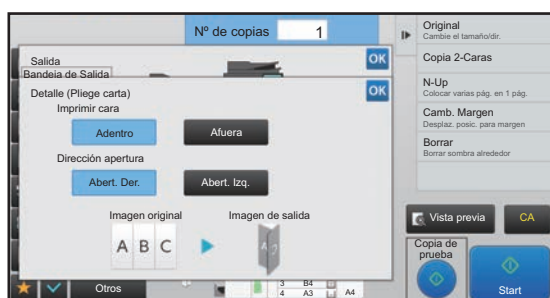 Nº de copias 1
Salida
Bandeja de Salida
OK
Detalle (Pliege carta)
OK
Imprimir cara
Adentro
Afuera
Dirección apertura
Abert. Der.
Abert. Izq.
Imagen original
Imagen de salida
A B C
Otros
3 B4
4 A3
A4
Original
Cambie el tamaño/dir.
Copia 2-Caras
N-Up
Colocar varias pág. en 1 pág.
Camb. Margen
Desplaz. posic. para margen
Borrar
Borrar sombra alrededor
Vista previa
CA
Copia de
prueba
Start